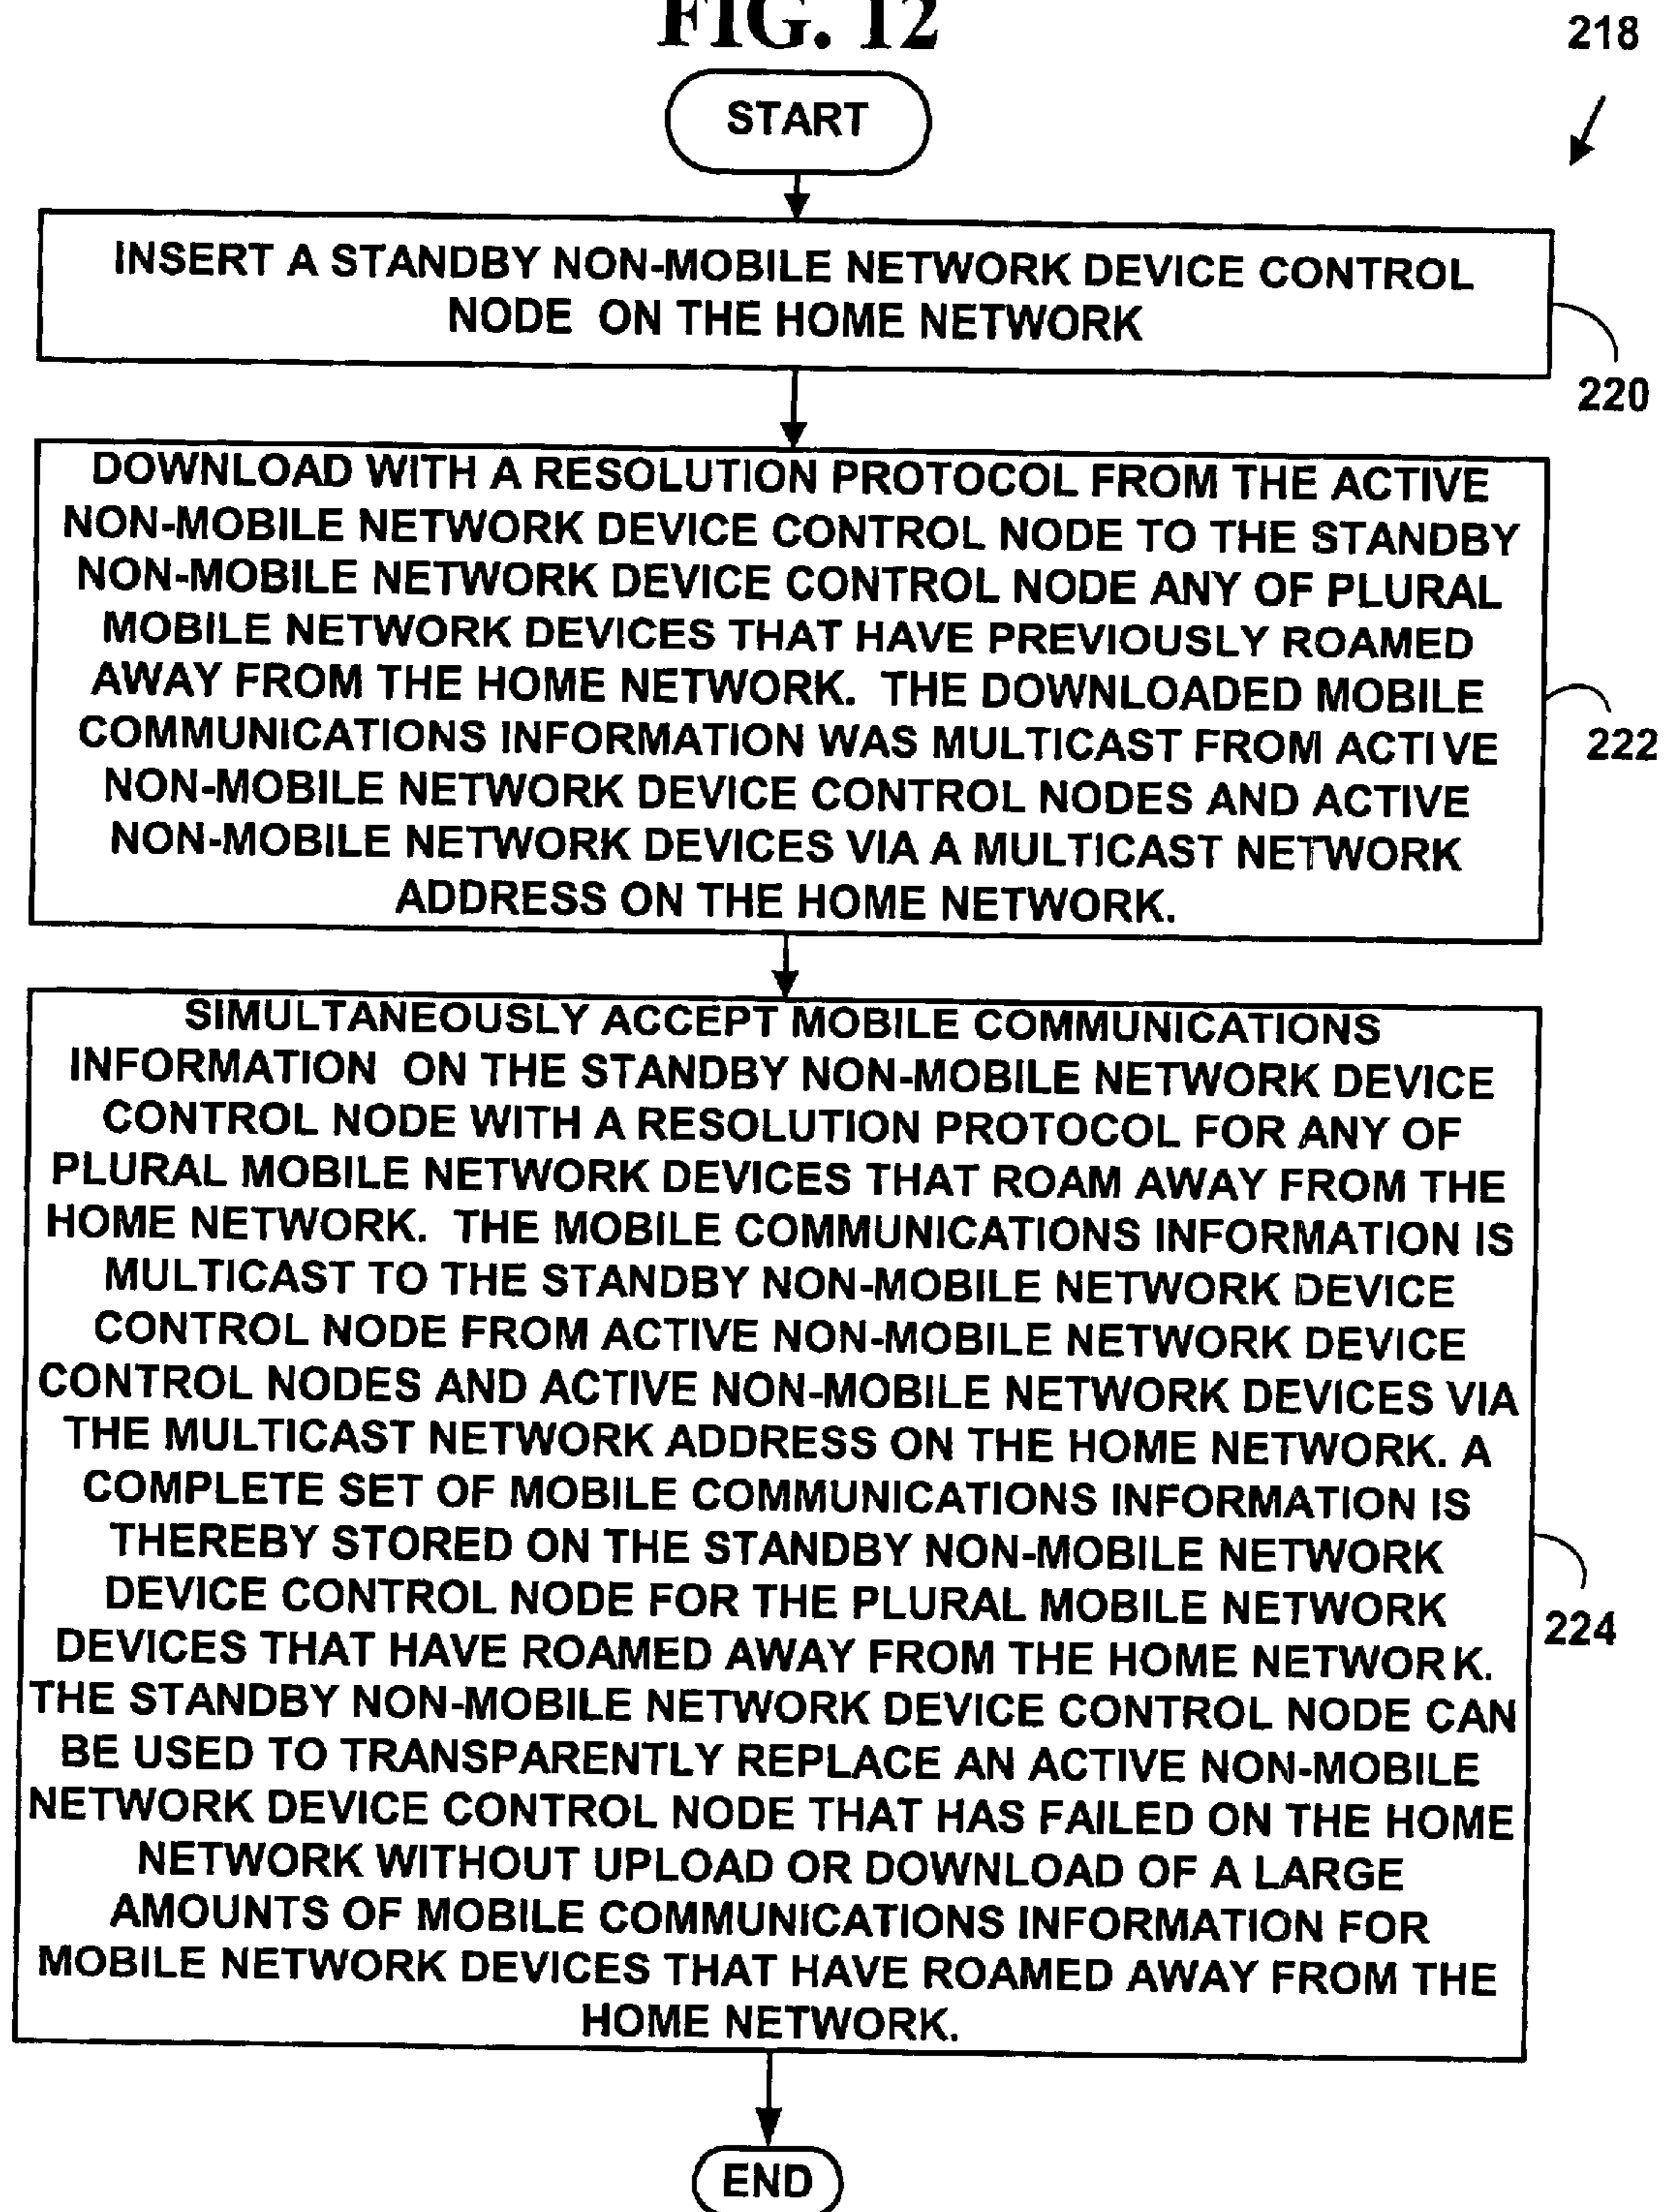 FIG. 12
218
START
INSERT A STANDBY NON-MOBILE NETWORK DEVICE CONTROL
NODE ON THE HOME NETWORK
220
DOWNLOAD WITH A RESOLUTION PROTOCOL FROM THE ACTIVE
NON-MOBILE NETWORK DEVICE CONTROL NODE TO THE STANDBY
NON-MOBILE NETWORK DEVICE CONTROL NODE ANY OF PLURAL
MOBILE NETWORK DEVICES THAT HAVE PREVIOUSLY ROAMED
AWAY FROM THE HOME NETWORK. THE DOWNLOADED MOBILE
COMMUNICATIONS INFORMATION WAS MULTICAST FROM ACTIVE
NON-MOBILE NETWORK DEVICE CONTROL NODES AND ACTIVE
NON-MOBILE NETWORK DEVICES VIA A MULTICAST NETWORK
ADDRESS ON THE HOME NETWORK.
222
SIMULTANEOUSLY ACCEPT MOBILE COMMUNICATIONS
INFORMATION ON THE STANDBY NON-MOBILE NETWORK DEVICE
CONTROL NODE WITH A RESOLUTION PROTOCOL FOR ANY OF
PLURAL MOBILE NETWORK DEVICES THAT ROAM AWAY FROM THE
HOME NETWORK. THE MOBILE COMMUNICATIONS INFORMATION IS
MULTICAST TO THE STANDBY NON-MOBILE NETWORK DEVICE
CONTROL NODE FROM ACTIVE NON-MOBILE NETWORK DEVICE
CONTROL NODES AND ACTIVE NON-MOBILE NETWORK DEVICES VIA
THE MULTICAST NETWORK ADDRESS ON THE HOME NETWORK. A
COMPLETE SET OF MOBILE COMMUNICATIONS INFORMATION IS
THEREBY STORED ON THE STANDBY NON-MOBILE NETWORK
DEVICE CONTROL NODE FOR THE PLURAL MOBILE NETWORK
DEVICES THAT HAVE ROAMED AWAY FROM THE HOME NETWORK.
THE STANDBY NON-MOBILE NETWORK DEVICE CONTROL NODE CAN
BE USED TO TRANSPARENTLY REPLACE AN ACTIVE NON-MOBILE
NETWORK DEVICE CONTROL NODE THAT HAS FAILED ON THE HOME
NETWORK WITHOUT UPLOAD OR DOWNLOAD OF A LARGE
AMOUNTS OF MOBILE COMMUNICATIONS INFORMATION FOR
MOBILE NETWORK DEVICES THAT HAVE ROAMED AWAY FROM THE
HOME NETWORK.
224
END